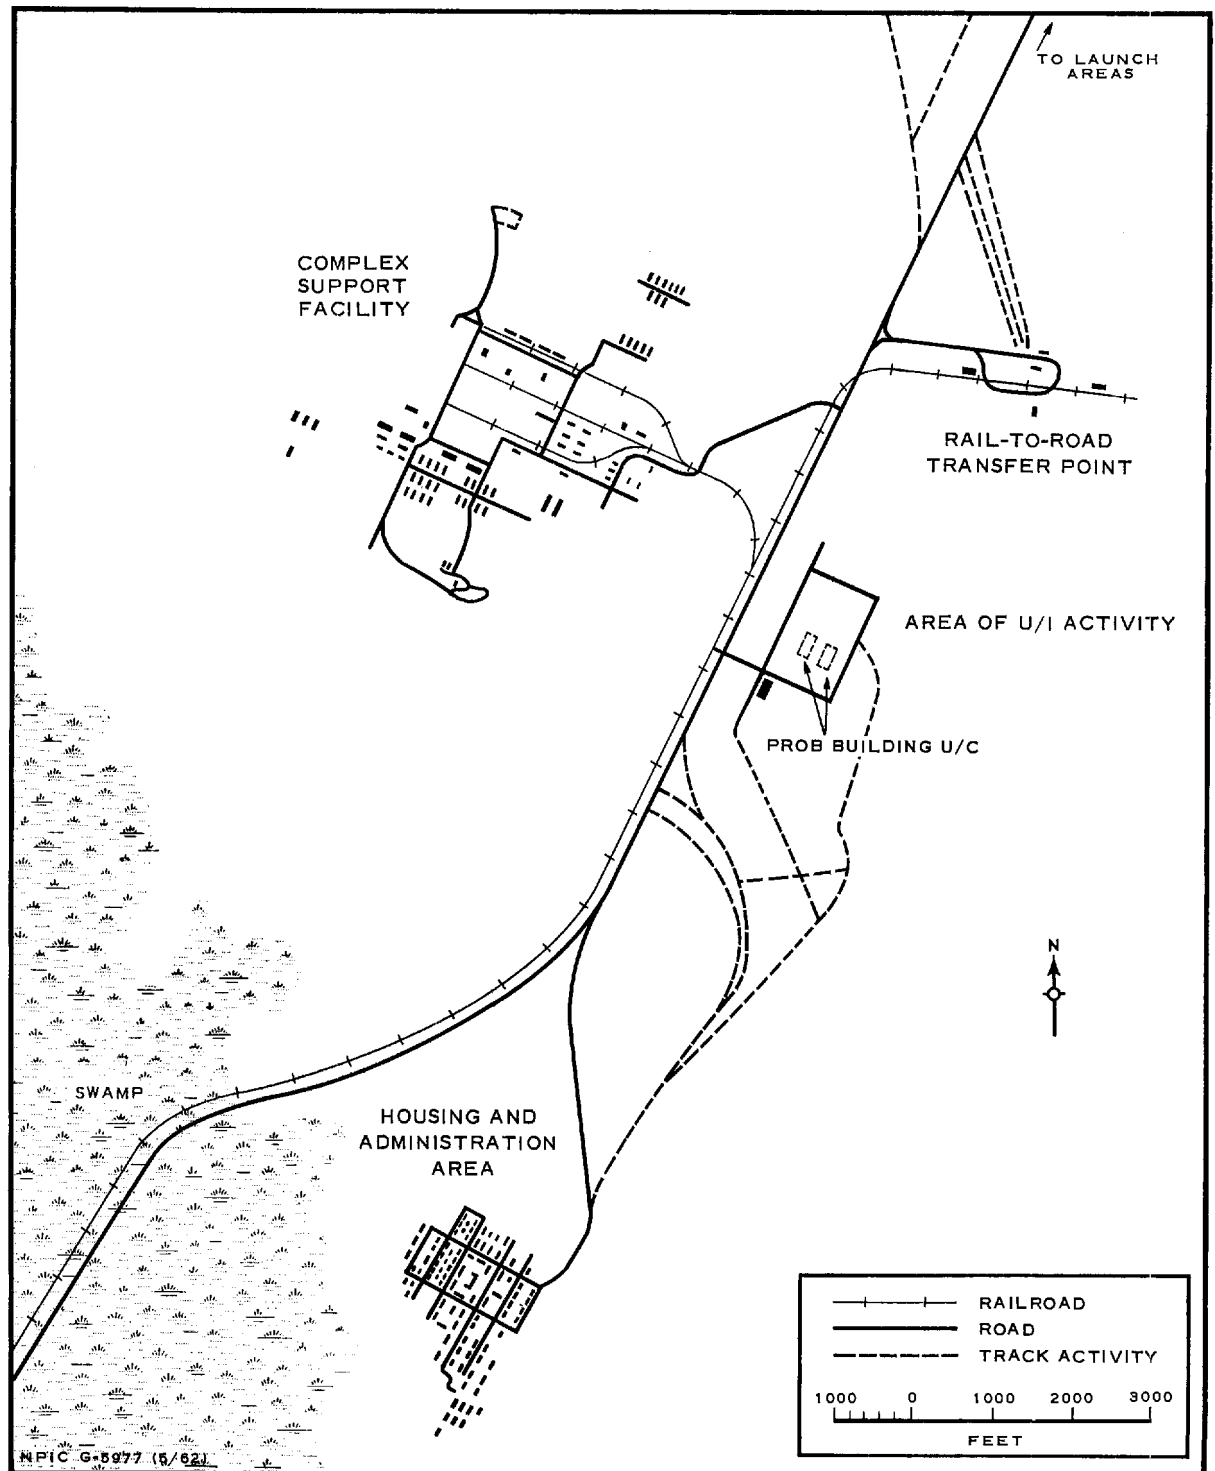 TO LAUNCH
AREAS
COMPLEX
SUPPORT
FACILITY
RAIL-TO-ROAD
TRANSFER POINT
AREA OF U/I ACTIVITY
PROB BUILDING U/C
N
SWAMP
HOUSING AND
ADMINISTRATION
AREA
RAILROAD
ROAD
TRACK ACTIVITY
1000 0 1000 2000 3000
FEET
NPIC G-5977 (5/62)